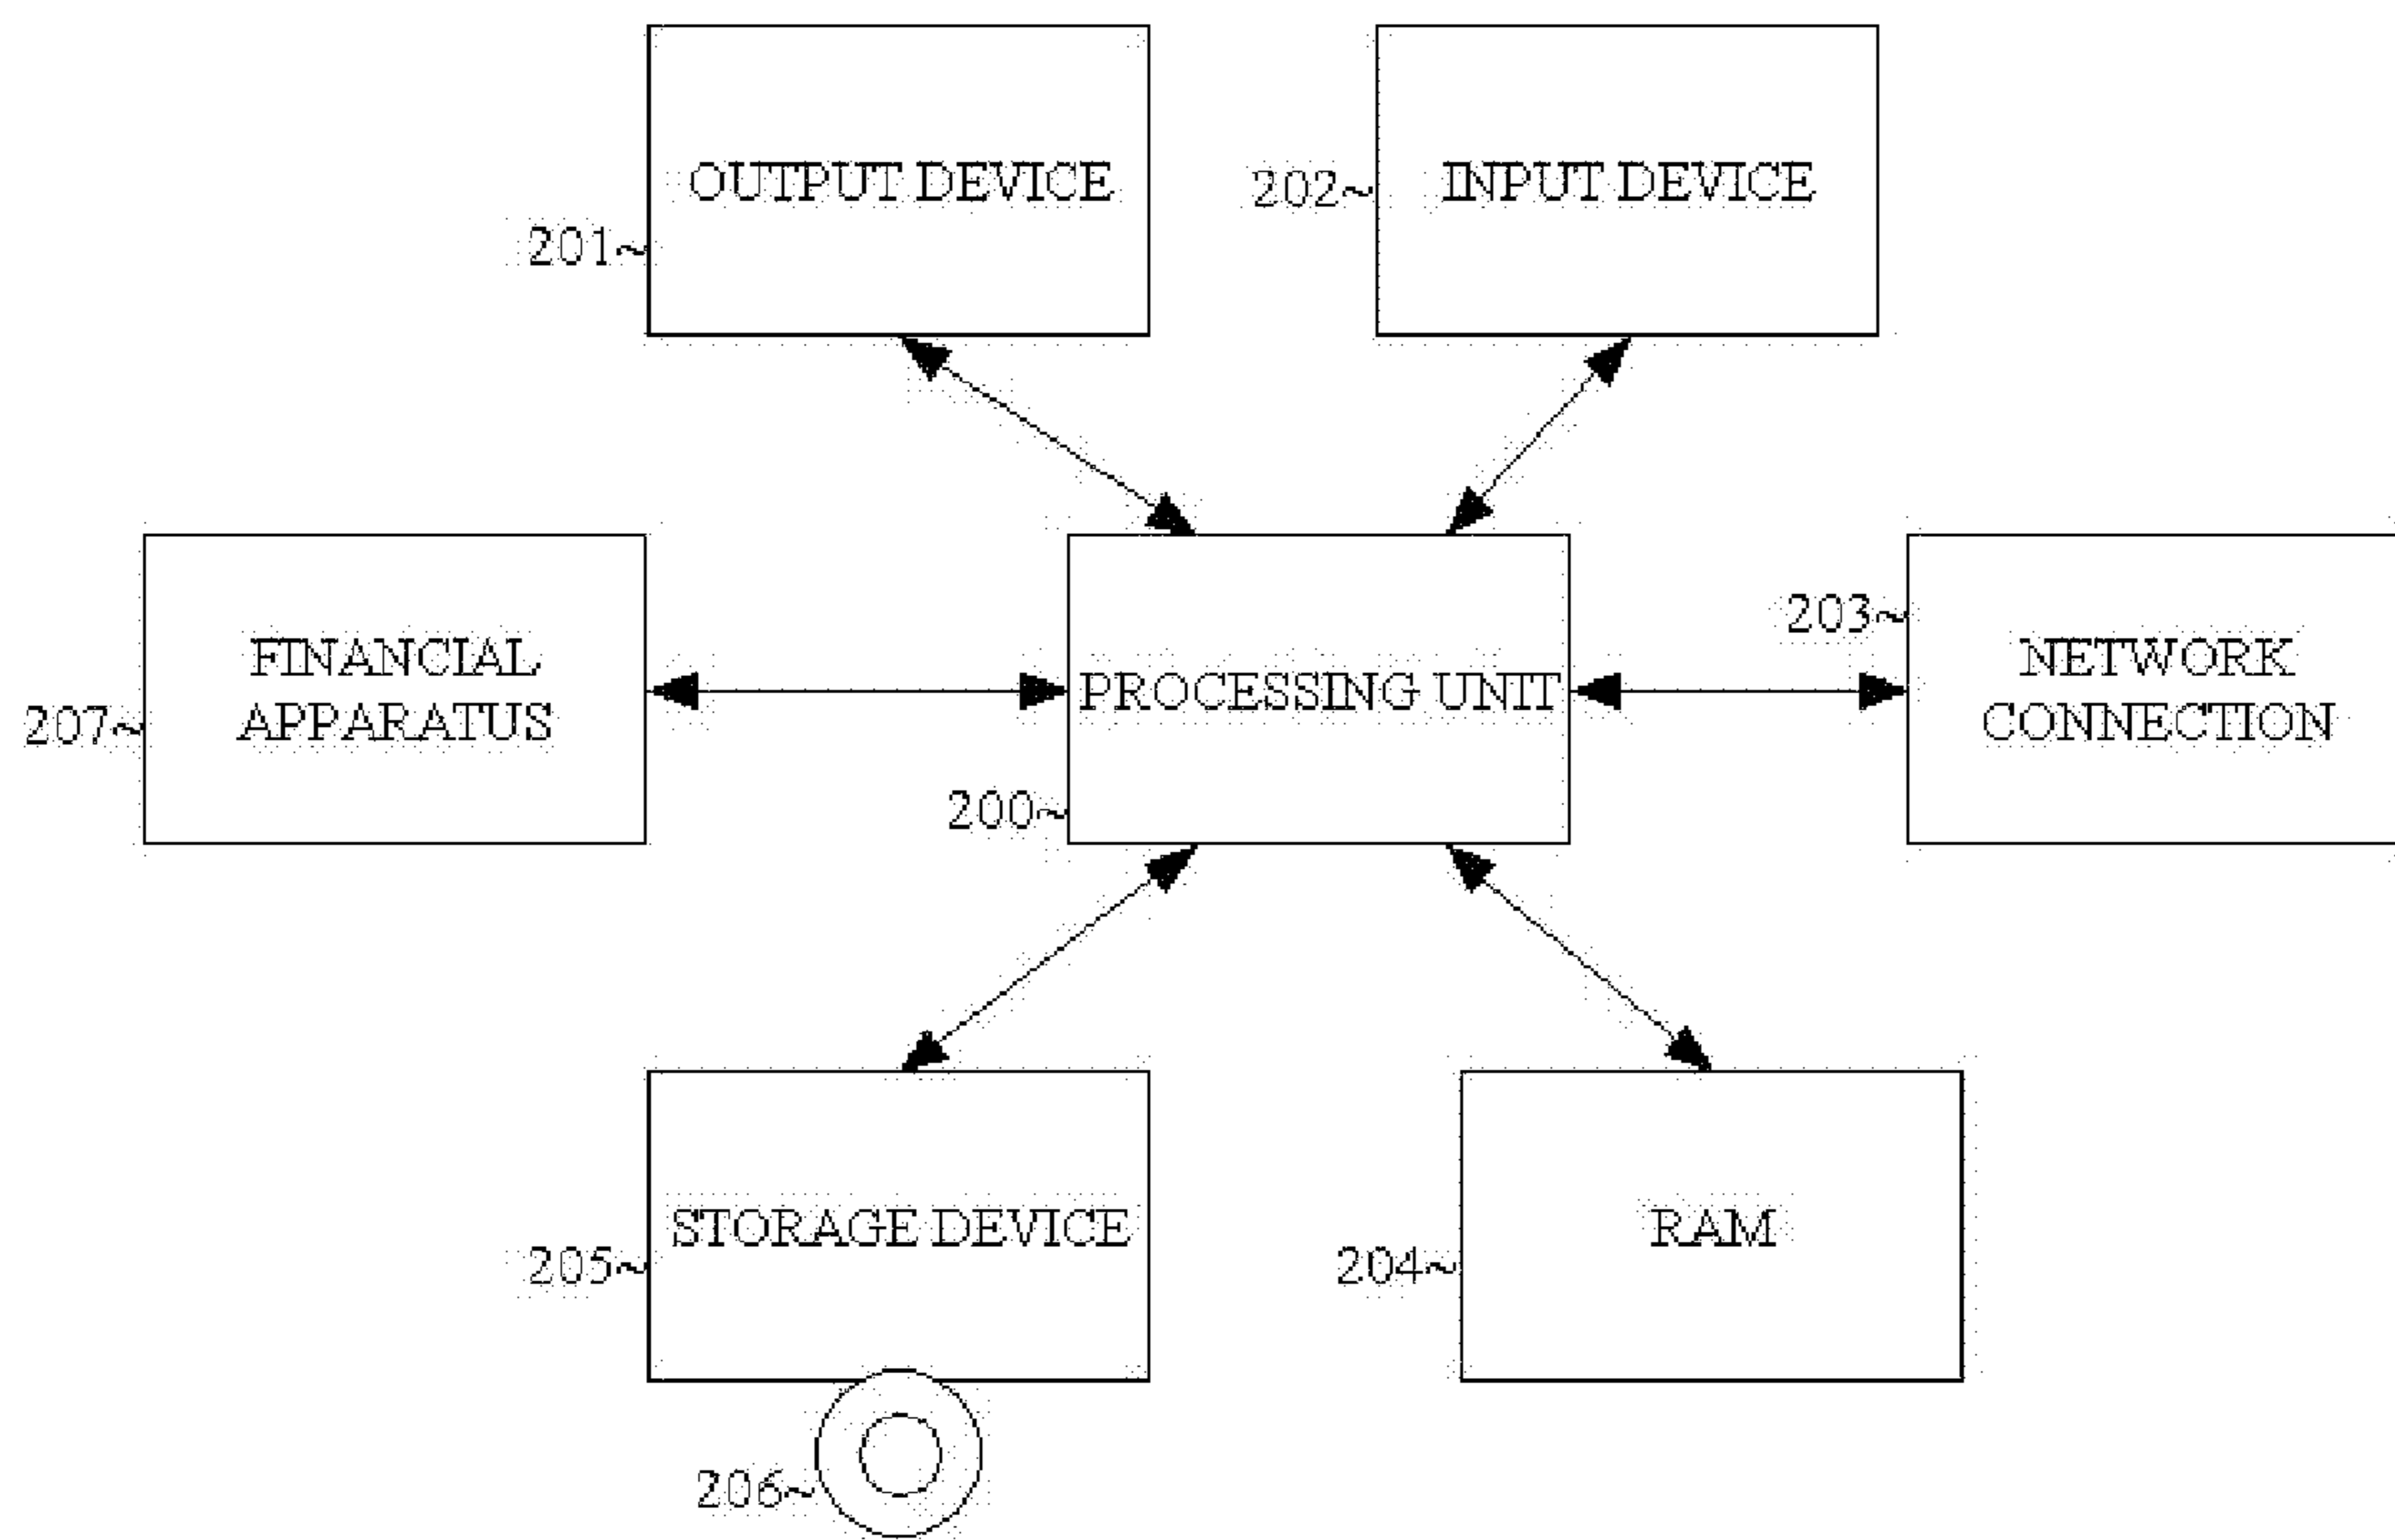 OUTPUT DEVICE
INPUT DEVICE
202~
201~
FINANCIAL
APPARATUS
207~
PROCESSING UNIT
200~
203~
NETWORK
CONNECTION
STORAGE DEVICE
205~
RAM
204~
206~